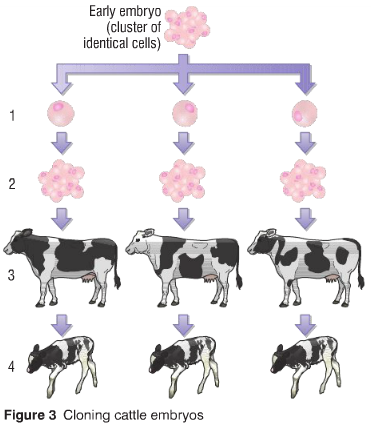 Early embryo
(cluster of
identical cells)
1
2
3
4
Figure 3 Cloning cattle embryos